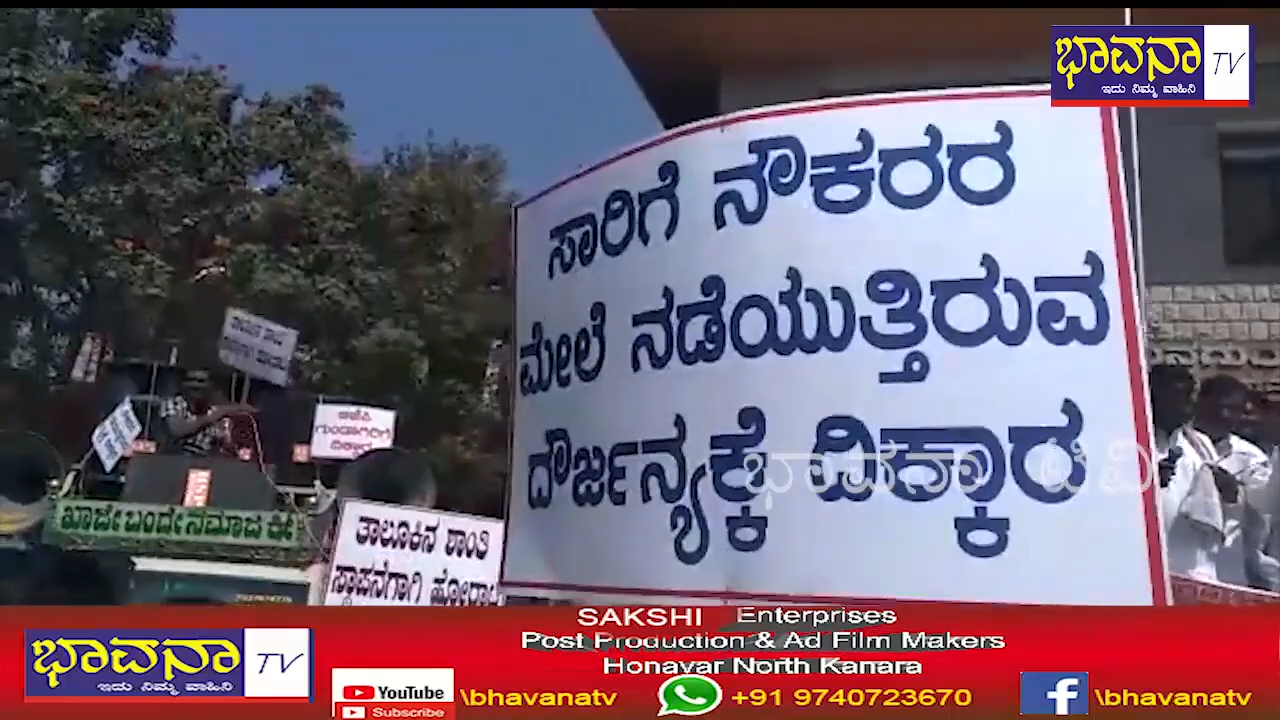 ಭಾವನಾ TV
ಇದು ನಿಮ್ಮ ವಾಹಿನಿ
ಸಾರಿಗೆ ನೌಕರರ
ಮೇಲೆ ನಡೆಯುತ್ತಿರುವ
ದೌರ್ಜನ್ಯಕ್ಕೆ ದಿಕ್ಕಾರ
ಭಾವನಾ ಟಿವಿ
ಗುಂಡಾಗಿರಿಗೆ
ತಾಲೂಕಿನ ಶಾಂತಿ
ಸ್ಥಾಪನೆಗಾಗಿ ಹೋರಾಟ
SAKSHI Enterprises
Post Production & Ad Film Makers
Honavar North Kanara
ಭಾವನಾ TV
ಇದು ನಿಮ್ಮ ವಾಹಿನಿ
YouTube \bhavanatv +91 9740723670 \bhavanatv
Subscribe